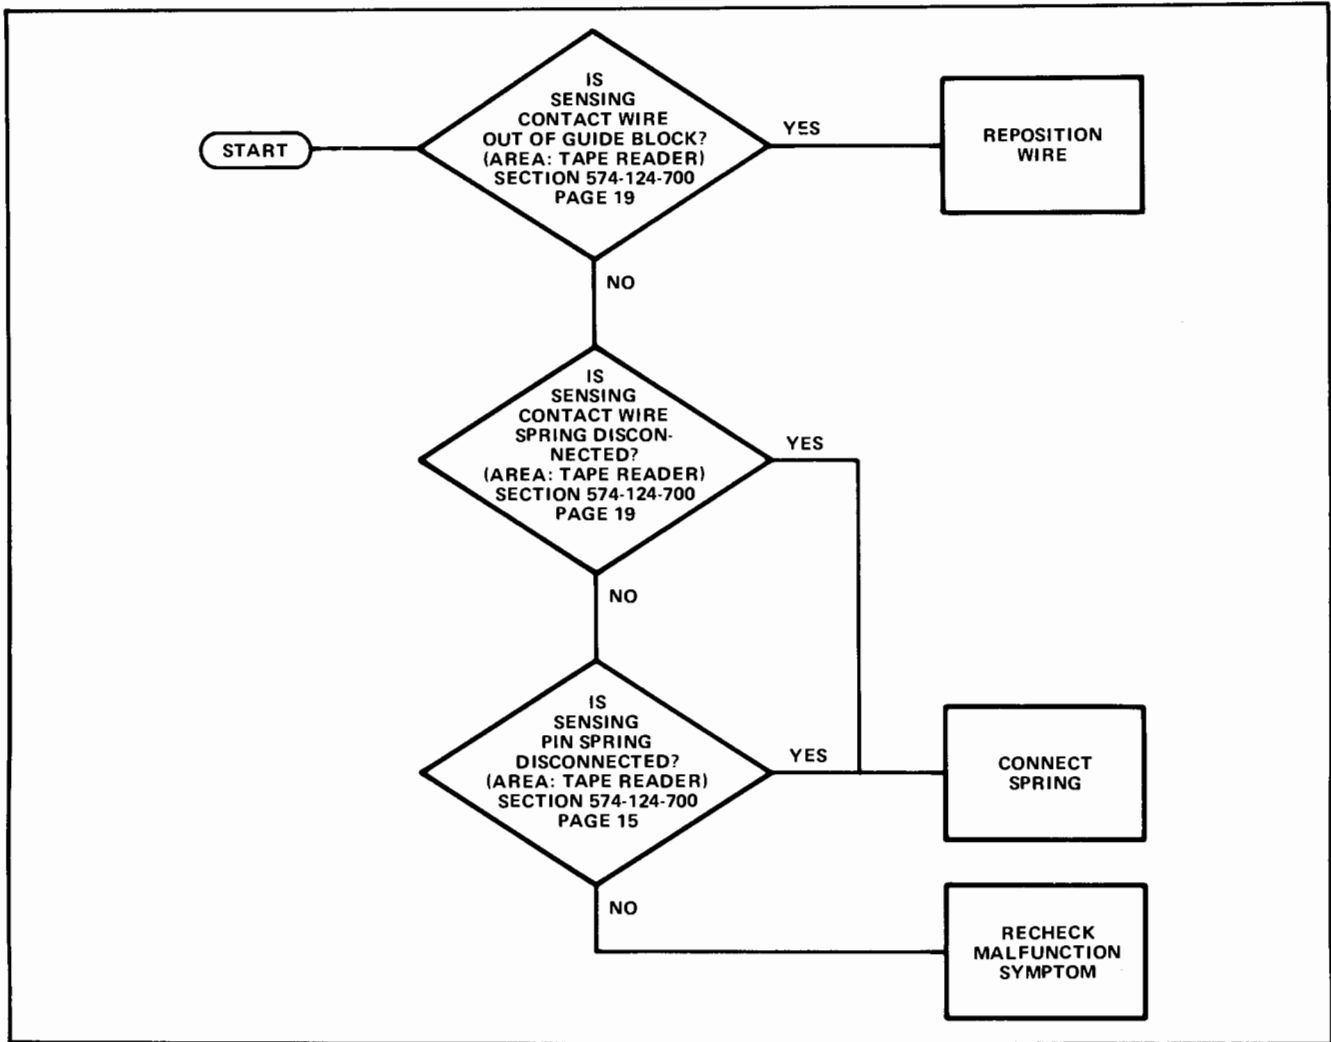 START
IS
SENSING
CONTACT WIRE
OUT OF GUIDE BLOCK?
(AREA: TAPE READER)
SECTION 574-124-700
PAGE 19
YES
REPOSITION
WIRE
NO
IS
SENSING
CONTACT WIRE
SPRING DISCON-
NECTED?
(AREA: TAPE READER)
SECTION 574-124-700
PAGE 19
YES
NO
IS
SENSING
PIN SPRING
DISCONNECTED?
(AREA: TAPE READER)
SECTION 574-124-700
PAGE 15
YES
CONNECT
SPRING
NO
RECHECK
MALFUNCTION
SYMPTOM